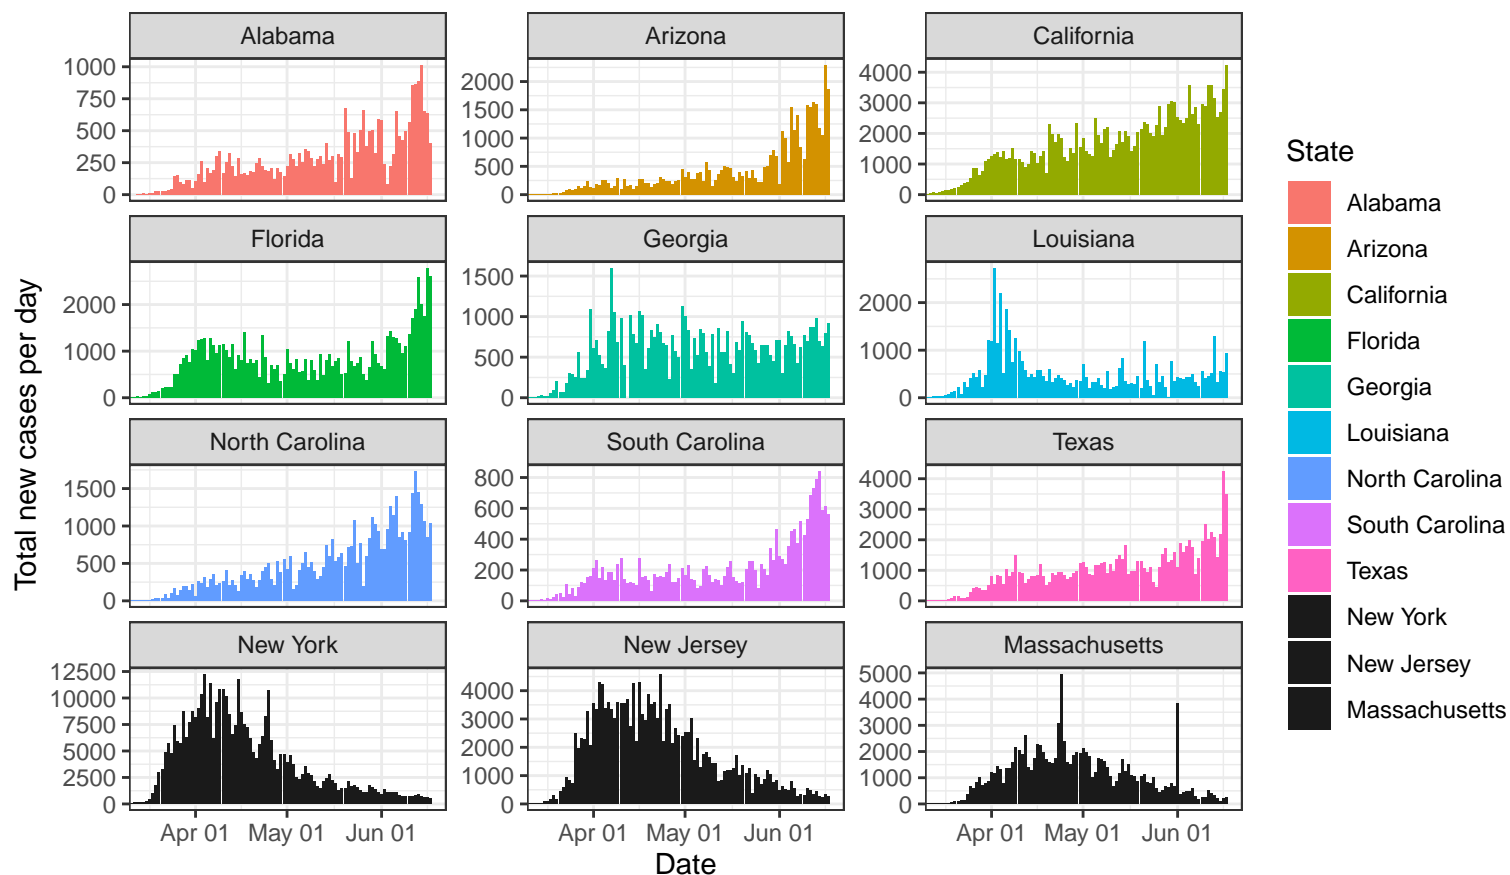 Alabama
Arizona
California
1000
750
500
250
0
2000
1500
1000
500
0
4000
3000
2000
1000
0
Florida
Georgia
Louisiana
2000
1000
0
1500
1000
500
0
2000
1000
0
North Carolina
South Carolina
Texas
1500
1000
500
0
800
600
400
200
0
4000
3000
2000
1000
0
New York
New Jersey
Massachusetts
12500
10000
7500
5000
2500
0
4000
3000
2000
1000
0
5000
4000
3000
2000
1000
0
Apr 01 May 01 Jun 01
Apr 01 May 01 Jun 01
Apr 01 May 01 Jun 01
Date
Total new cases per day
State
Alabama
Arizona
California
Florida
Georgia
Louisiana
North Carolina
South Carolina
Texas
New York
New Jersey
Massachusetts